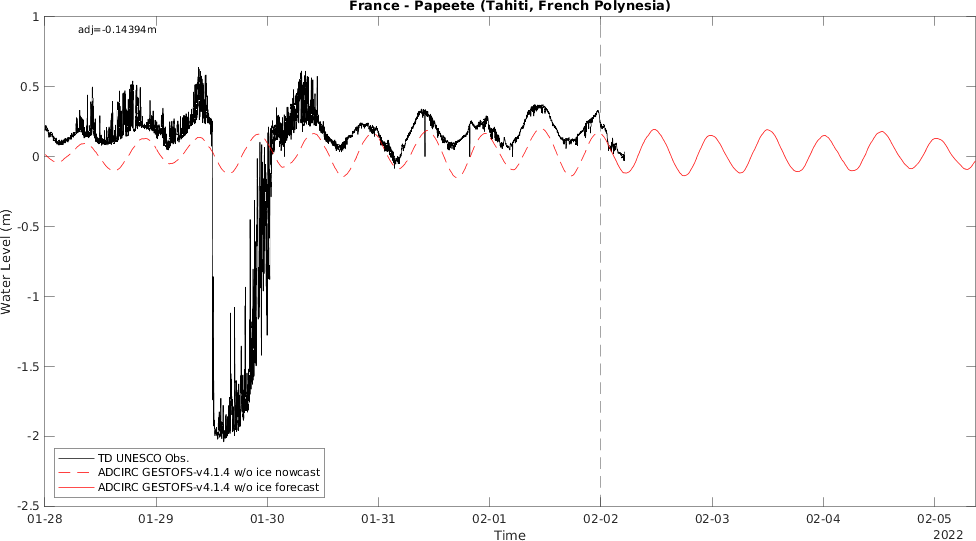 France - Papeete (Tahiti, French Polynesia)
adj=-0.14394m
1
0.5
0
-0.5
-1
-1.5
-2
-2.5
Water Level (m)
TD UNESCO Obs.
ADCIRC GESTOFS-v4.1.4 w/o ice nowcast
ADCIRC GESTOFS-v4.1.4 w/o ice forecast
01-28 01-29 01-30 01-31 02-01 02-02 02-03 02-04 02-05
Time
2022